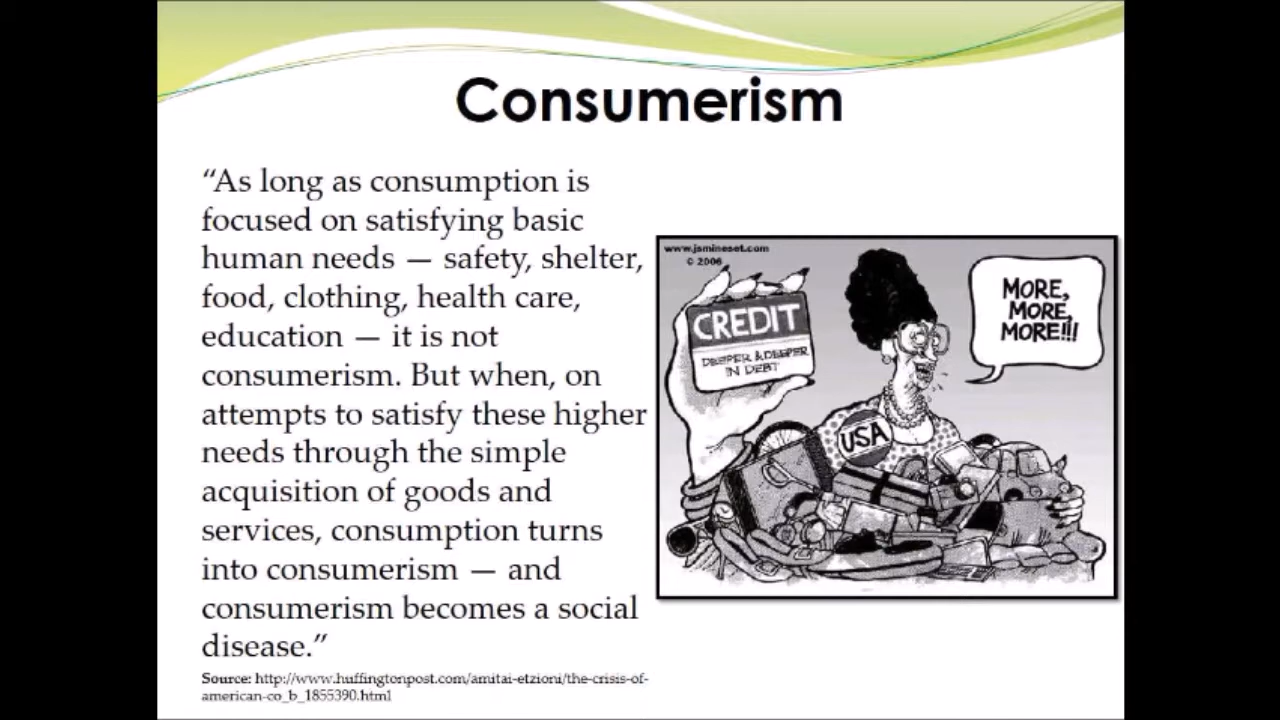 Consumerism
“As long as consumption is
focused on satisfying basic
human needs — safety, shelter,
food, clothing, health care,
education — it is not
consumerism. But when, on
attempts to satisfy these higher
needs through the simple
acquisition of goods and
services, consumption turns
into consumerism — and
consumerism becomes a social
disease.”
Source: http://www.huffingtonpost.com/amitai-etzioni/the-crisis-of-
american-co_b_1855390.html
www.jsmineset.com
© 2006
CREDIT
DEEPER & DEEPER
IN DEBT
USA
MORE,
MORE,
MORE!!!